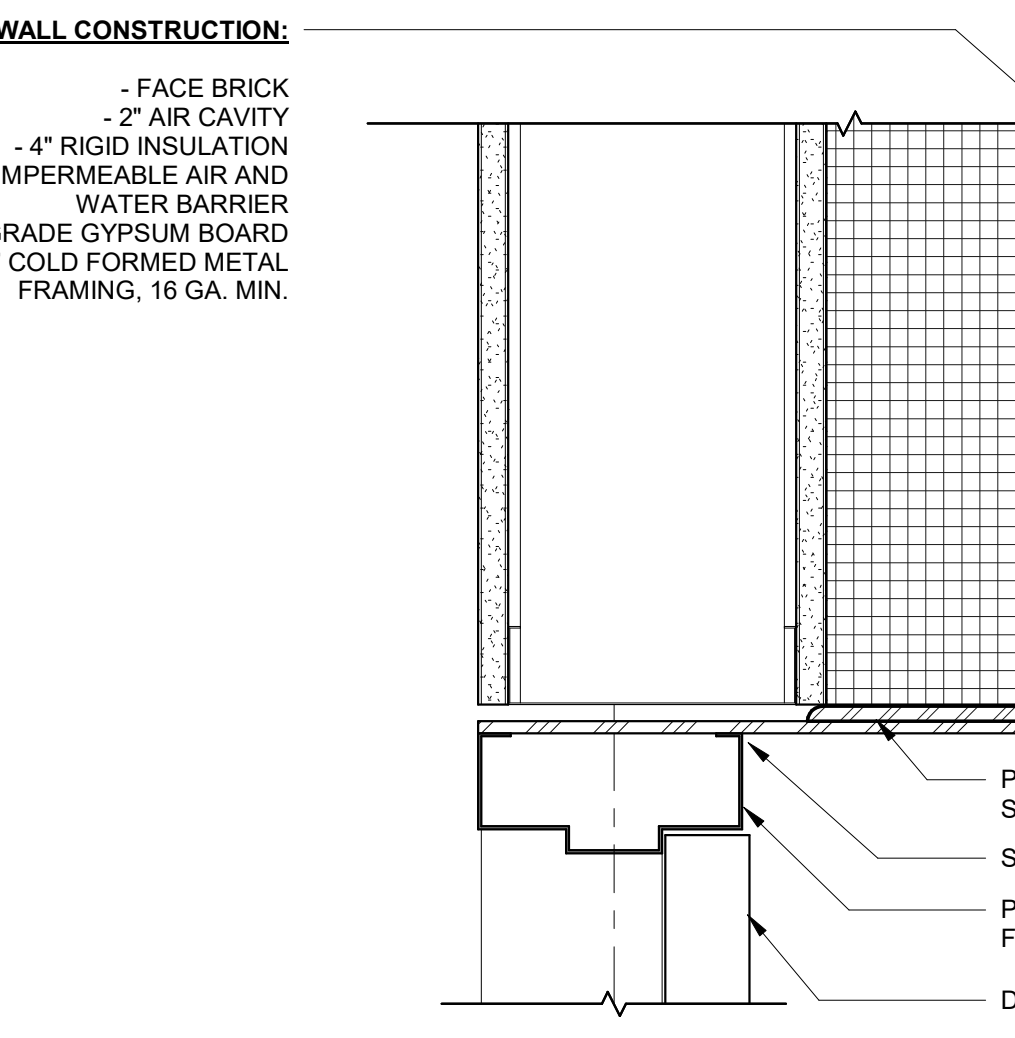 WALL CONSTRUCTION:
- FACE BRICK
- 2" AIR CAVITY
- 4" RIGID INSULATION
MPERMEABLE AIR AND
WATER BARRIER
GRADE GYPSUM BOARD
" COLD FORMED METAL
FRAMING, 16 GA. MIN.
P
S
S
P
F
D